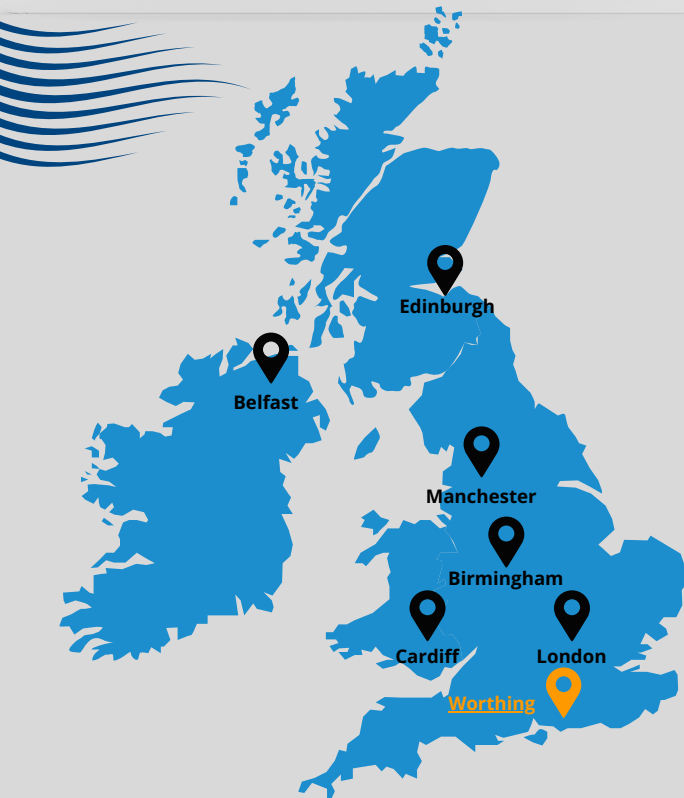 Edinburgh
Belfast
Manchester
Birmingham
Cardiff
London
Worthing